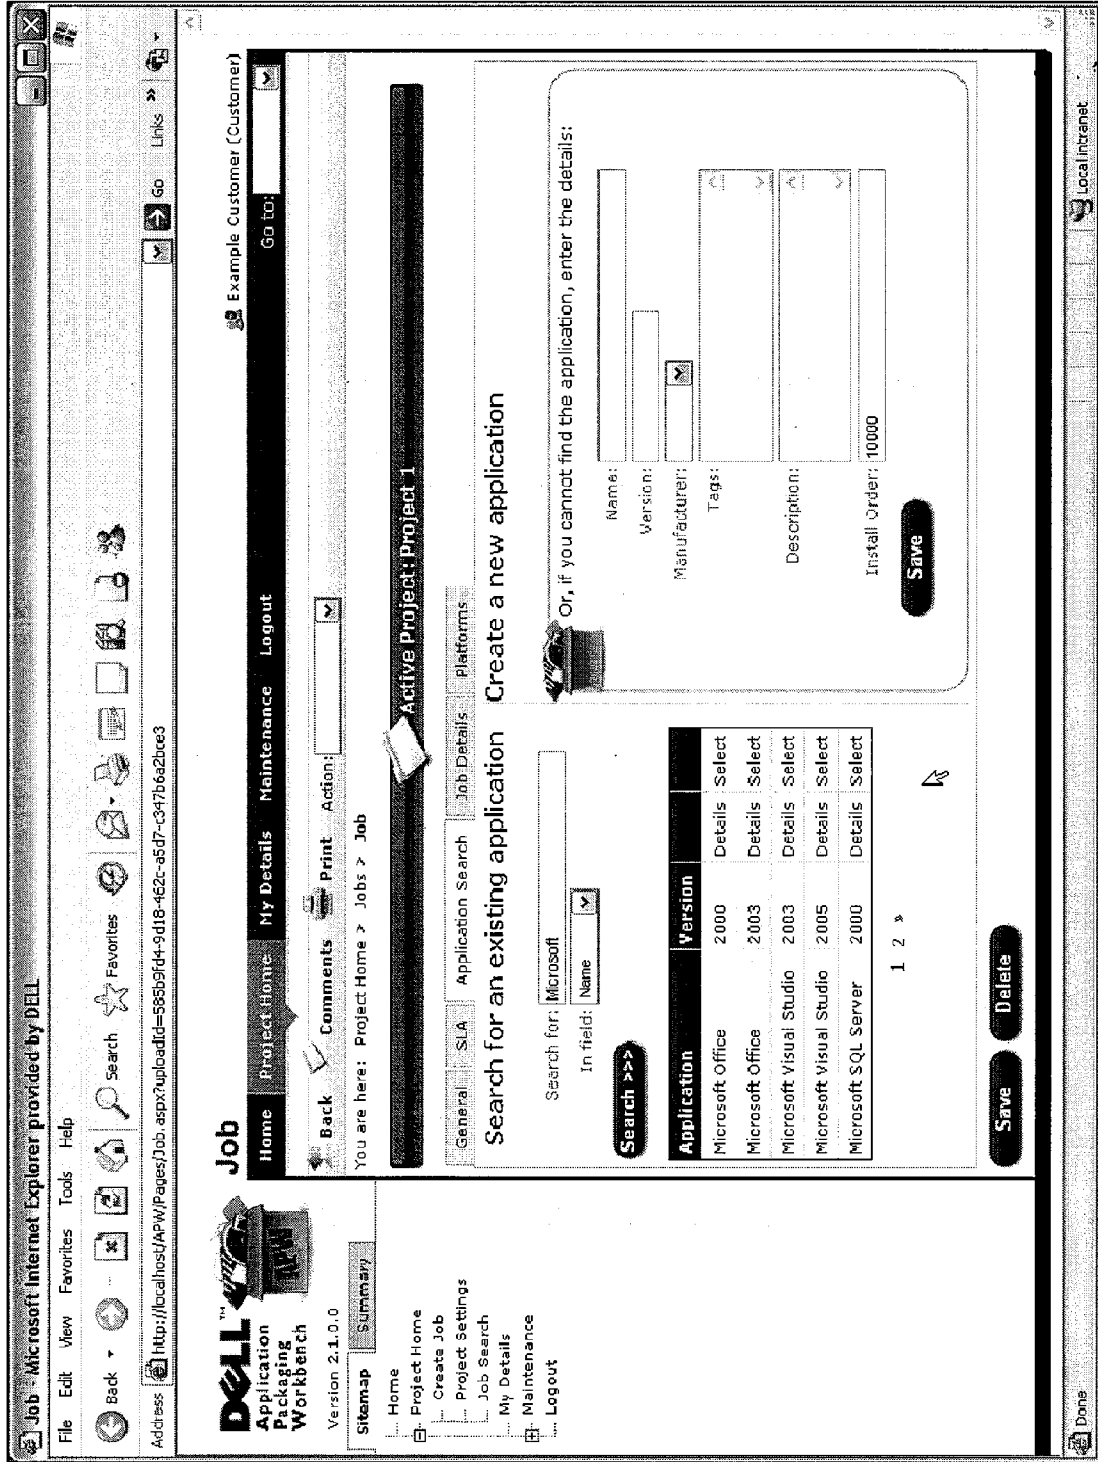 Job - Microsoft Internet Explorer provided by DELL
File Edit View Favorites Tools Help
Back Search Favorites
Address http://localhost/APW/Pages/Job.aspx?uploadId=585b9fd4-9d18-462c-a5d7-c347b6a2bce3 Go Links »
DELL™
Application
Packaging
Workbench
APW
Version 2.1.0.0
Sitemap Summary
Home
Project Home
Create Job
Project Settings
Job Search
My Details
Maintenance
Logout
Job
Example Customer (Customer)
Home Project Home My Details Maintenance Logout Go to:
Back Comments Print Action:
You are here: Project Home > Jobs > Job
Active Project: Project 1
General SLA Application Search Job Details Platforms
Search for an existing application
Search for: Microsoft
In field: Name
Search >>>
Application Version
Microsoft Office 2000 Details Select
Microsoft Office 2003 Details Select
Microsoft Visual Studio 2003 Details Select
Microsoft Visual Studio 2005 Details Select
Microsoft SQL Server 2000 Details Select
1 2 »
Create a new application
Or, if you cannot find the application, enter the details:
Name:
Version:
Manufacturer:
Tags:
Description:
Install Order: 10000
Save
Save Delete
Done Local intranet